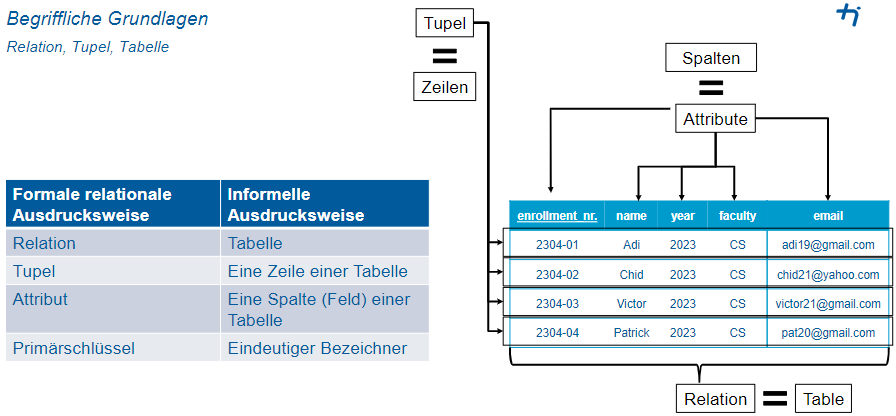 Begriffliche Grundlagen
Relation, Tupel, Tabelle
Tupel
=
Zeilen
Spalten
=
Attribute
Formale relationale Ausdrucksweise
Informelle Ausdrucksweise
Relation
Tabelle
Tupel
Eine Zeile einer Tabelle
Attribut
Eine Spalte (Feld) einer Tabelle
Primärschlüssel
Eindeutiger Bezeichner
enrollment_nr. name year faculty email
2304-01 Adi 2023 CS adi19@gmail.com
2304-02 Chid 2023 CS chid21@yahoo.com
2304-03 Victor 2023 CS victor21@gmail.com
2304-04 Patrick 2023 CS pat20@gmail.com
Relation = Table